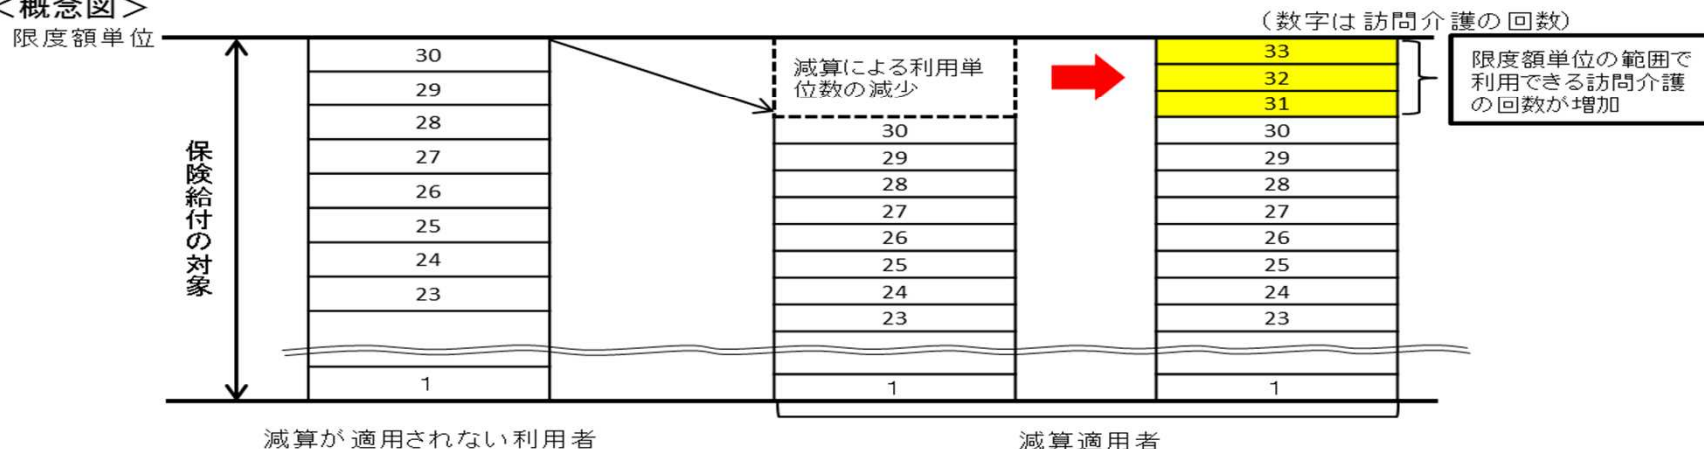 ＜概念図＞
限度額単位
（数字は訪問介護の回数）
保険給付の対象
30
29
28
27
26
25
24
23
1
減算による利用単
位数の減少
30
29
28
27
26
25
24
23
1
33
32
31
30
29
28
27
26
25
24
23
1
限度額単位の範囲で
利用できる訪問介護
の回数が増加
減算が適用されない利用者
減算適用者